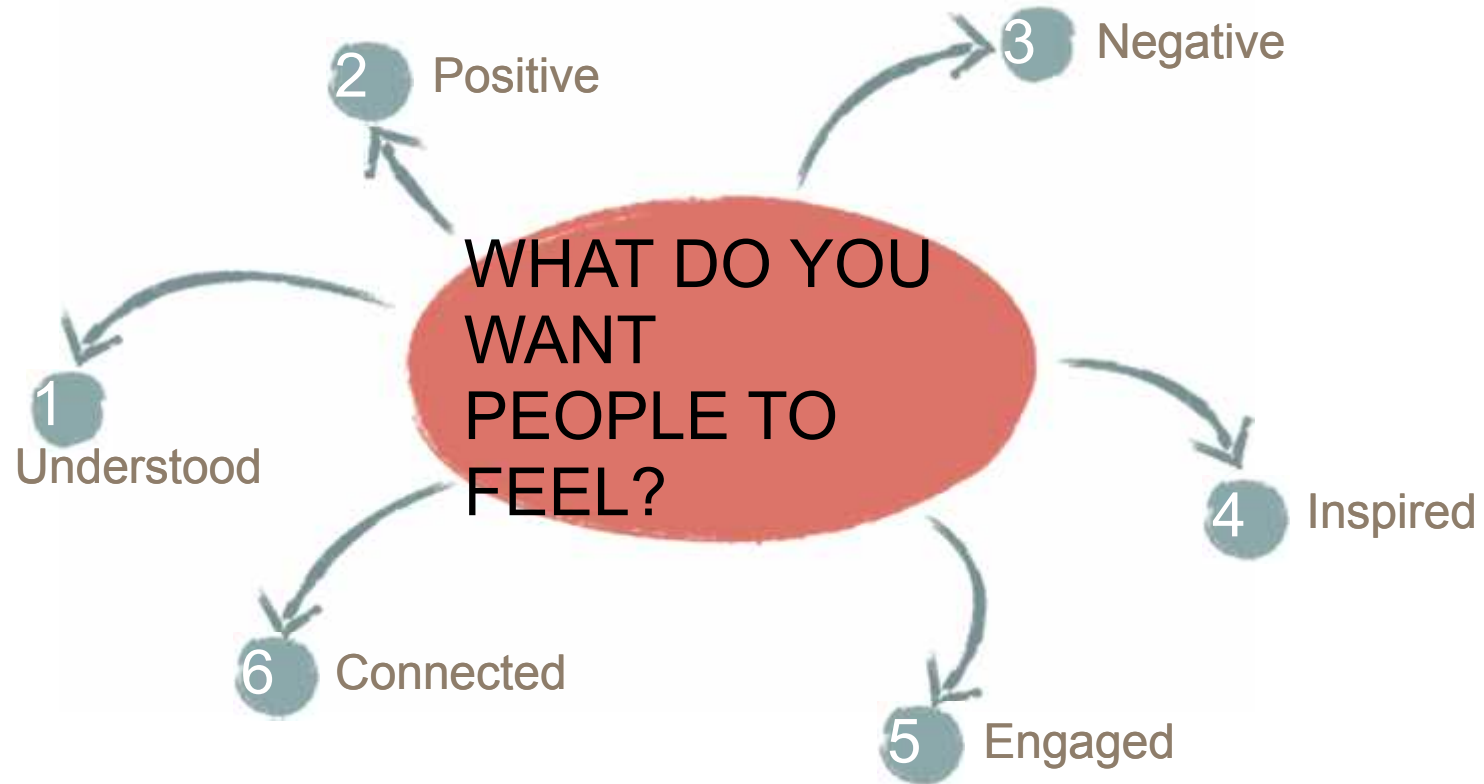 WHAT DO YOU
WANT
PEOPLE TO
FEEL?
1
Understood
2 Positive
3 Negative
4 Inspired
5 Engaged
6 Connected